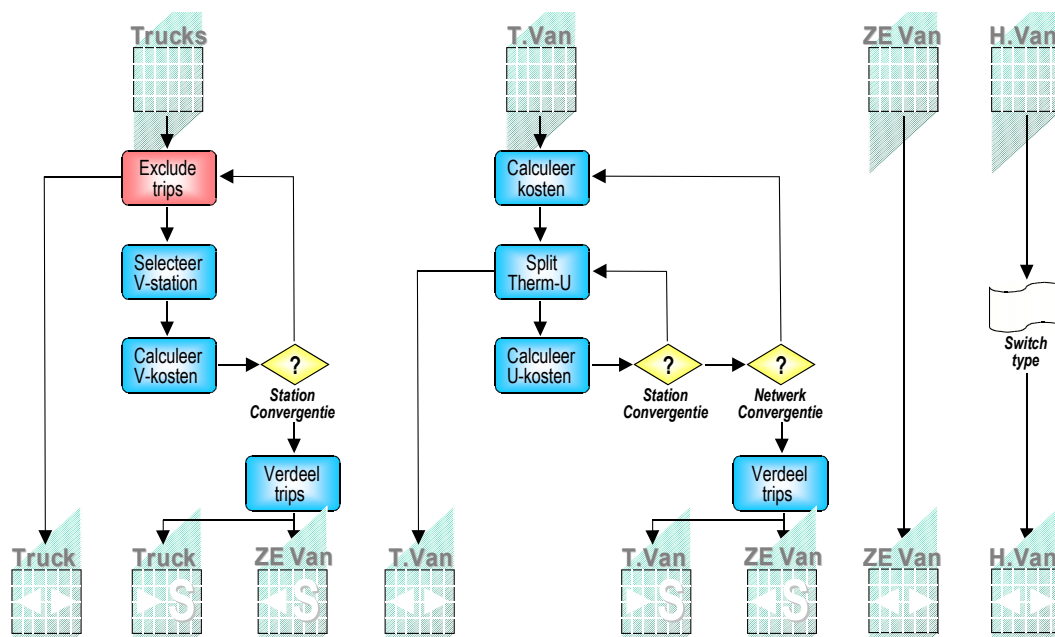 Trucks
T.Van
ZE Van
H.Van
Exclude
trips
Calculeer
kosten
Selecteer
V-station
Split
Therm-U
Calculeer
V-kosten
?
Station
Convergentie
Calculeer
U-kosten
?
Station
Convergentie
?
Netwerk
Convergentie
Switch
type
Verdeel
trips
Verdeel
trips
Truck
Truck
S
ZE Van
S
T.Van
T.Van
S
ZE Van
S
ZE Van
H.Van